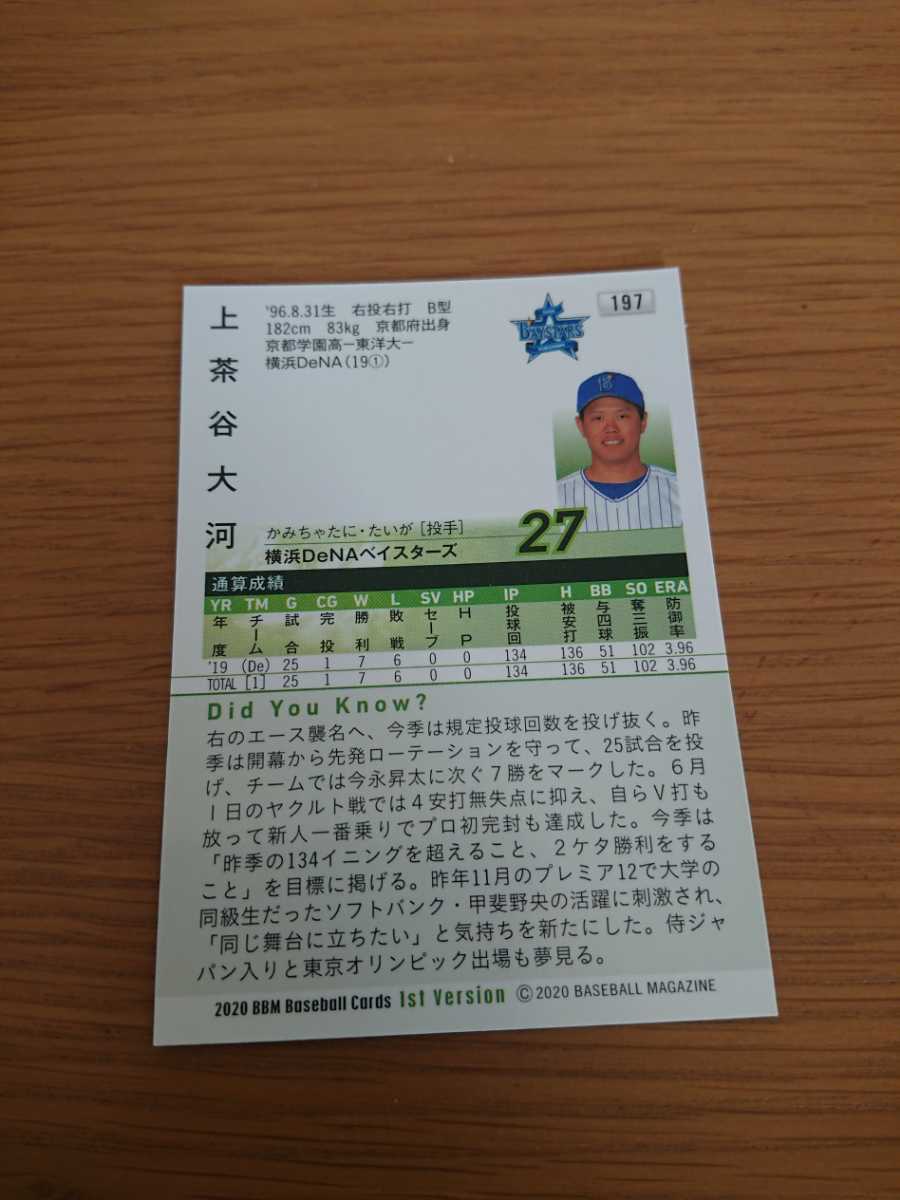 上茶谷大河
'96.8.31生 右投右打 B型
182cm 83kg 京都府出身
京都学園高ー東洋大ー
横浜DeNA(19①)
BAYSTARS
197
かみちゃたに・たいが[投手]
横浜DeNAベイスターズ
27
通算成績
YR TM G CG W L SV HP IP H BB SO ERA
年度 チーム 試合 完投 勝利 敗戦 セーブ HP 投球回 被安打 与四球 奪三振 防御率
'19 (De) 25 1 7 6 0 0 134 136 51 102 3.96
TOTAL [1] 25 1 7 6 0 0 134 136 51 102 3.96
Did You Know?
右のエース襲名へ、今季は規定投球回数を投げ抜く。昨
季は開幕から先発ローテーションを守って、25試合を投
げ、チームでは今永昇太に次ぐ7勝をマークした。6月
1日のヤクルト戦では4安打無失点に抑え、自らV打も
放って新人一番乗りでプロ初完封も達成した。今季は
「昨季の134イニングを超えること、2ケタ勝利をする
こと」を目標に掲げる。昨年11月のプレミア12で大学の
同級生だったソフトバンク・甲斐野央の活躍に刺激され、
「同じ舞台に立ちたい」と気持ちを新たにした。侍ジャ
パン入りと東京オリンピック出場も夢見る。
2020 BBM Baseball Cards 1st Version ©2020 BASEBALL MAGAZINE